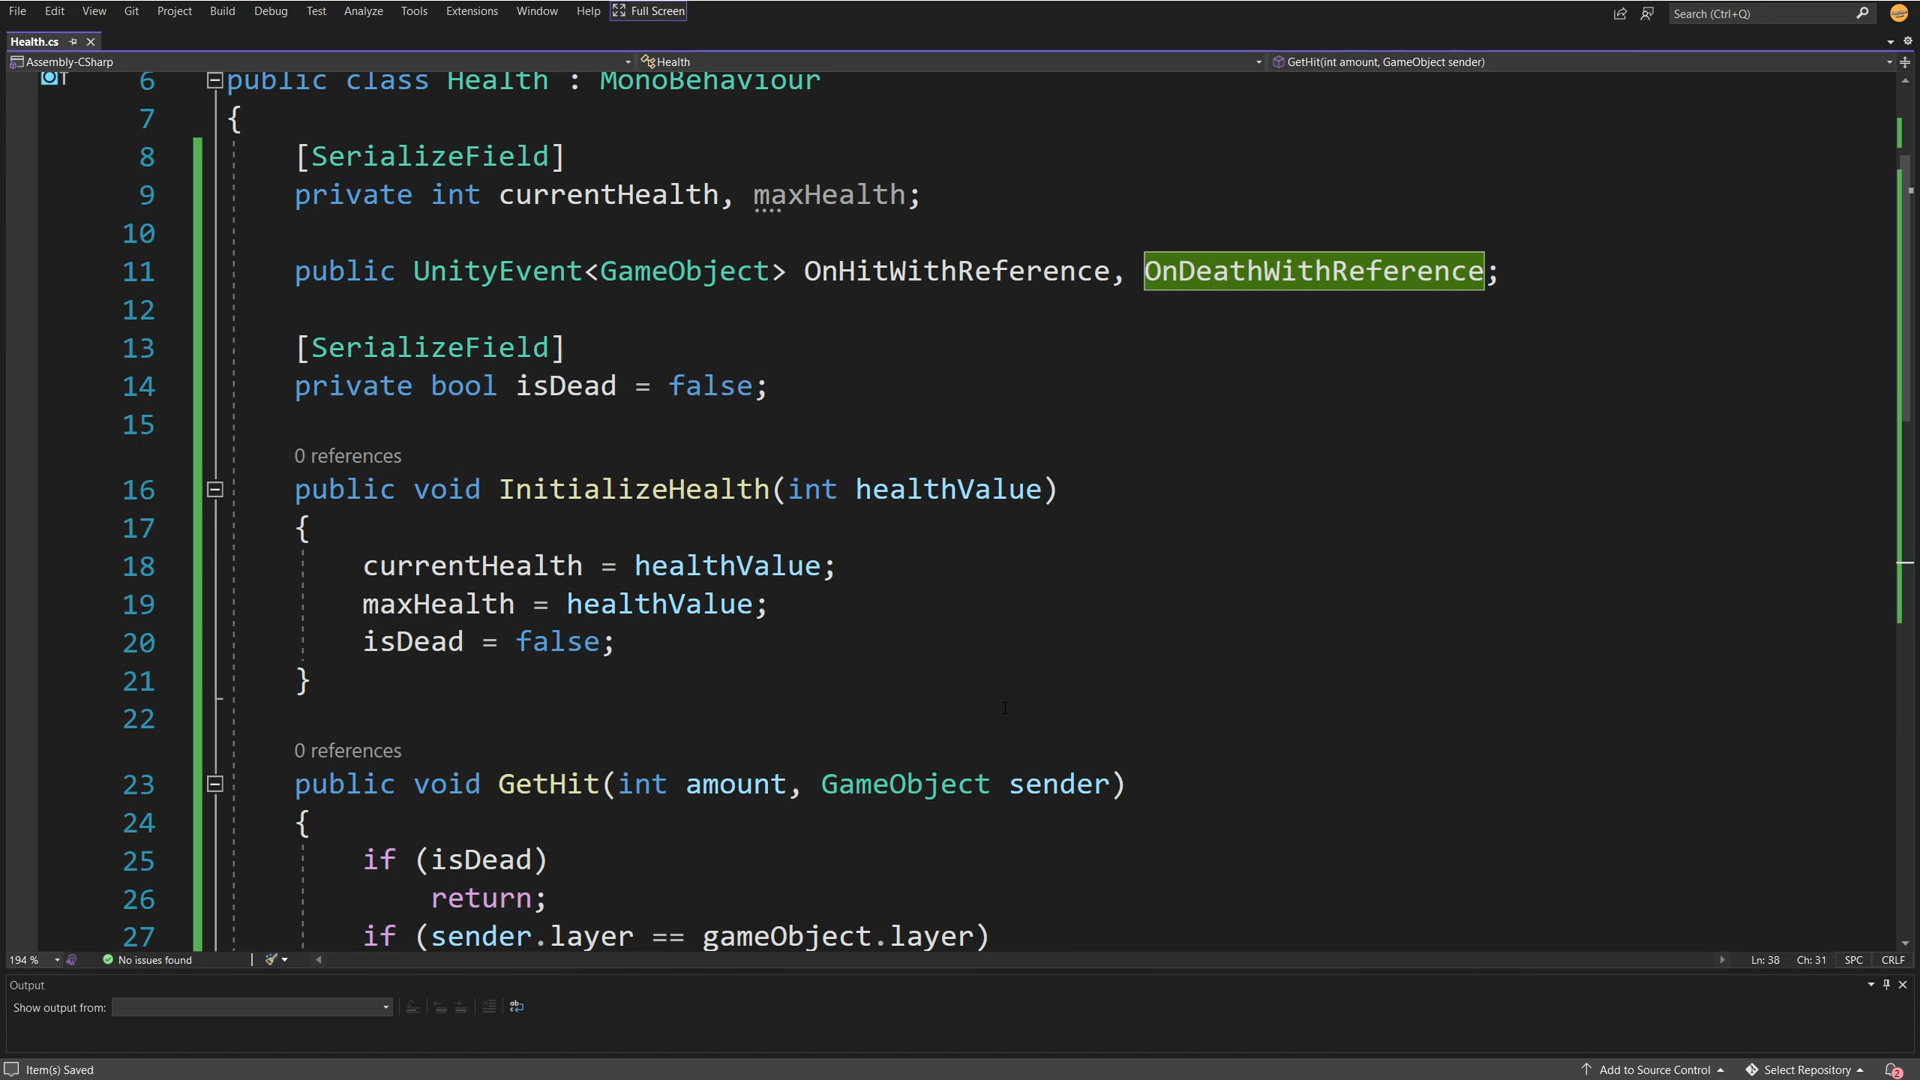 File Edit View Git Project Build Debug Test Analyze Tools Extensions Window Help Full Screen Search (Ctrl+Q)
Health.cs
Assembly-CSharp Health GetHit(int amount, GameObject sender)
6 public class Health : MonoBehaviour
7 {
8 [SerializeField]
9 private int currentHealth, maxHealth;
10
11 public UnityEvent<GameObject> OnHitWithReference, OnDeathWithReference;
12
13 [SerializeField]
14 private bool isDead = false;
15
0 references
16 public void InitializeHealth(int healthValue)
17 {
18 currentHealth = healthValue;
19 maxHealth = healthValue;
20 isDead = false;
21 }
22
0 references
23 public void GetHit(int amount, GameObject sender)
24 {
25 if (isDead)
26 return;
27 if (sender.layer == gameObject.layer)
194 % No issues found Ln: 38 Ch: 31 SPC CRLF
Output
Show output from:
Item(s) Saved Add to Source Control Select Repository 2